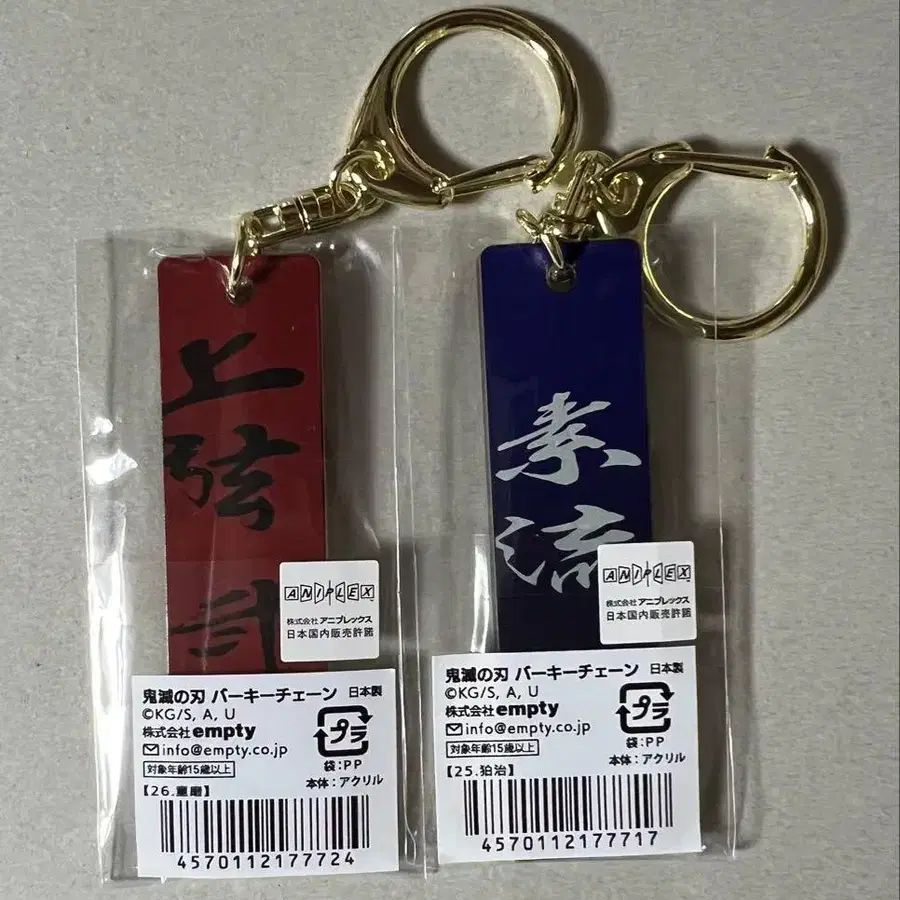 上
弦
弐
ANIPLEX
株式会社アニプレックス
日本国内販売許諾
鬼滅の刃 バーキーチェーン 日本製
©KG/S, A, U
株式会社empty
info@empty.co.jp
対象年齢15歳以上
プラ
袋:PP
本体:アクリル
【26.童磨】
4570112177724
素
流
ANIPLEX
株式会社アニプレックス
日本国内販売許諾
鬼滅の刃 バーキーチェーン 日本製
©KG/S, A, U
株式会社empty
info@empty.co.jp
対象年齢15歳以上
プラ
袋:PP
本体:アクリル
【25.狛治】
4570112177717